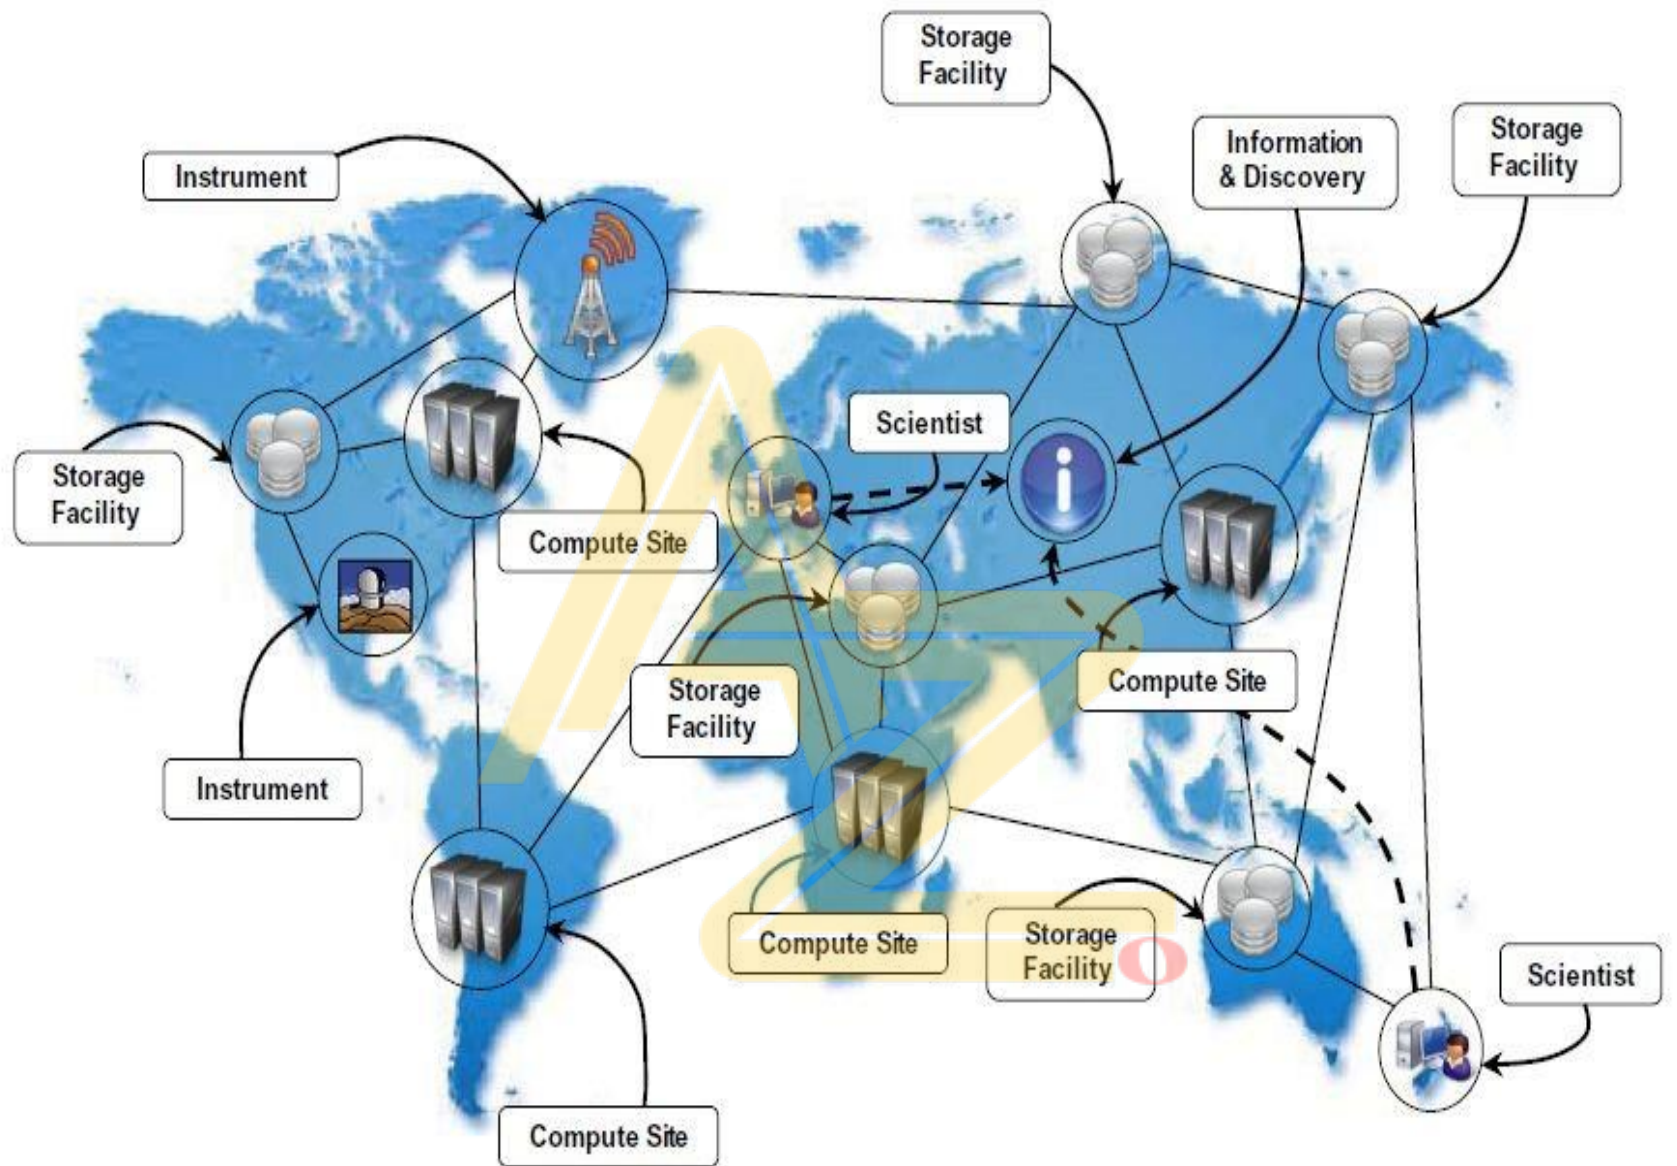 Storage
Facility
Information
& Discovery
Storage
Facility
Instrument
Scientist
Storage
Facility
Compute Site
Compute Site
Storage
Facility
Instrument
Compute Site
Storage
Facility
Scientist
Compute Site
AZ
O